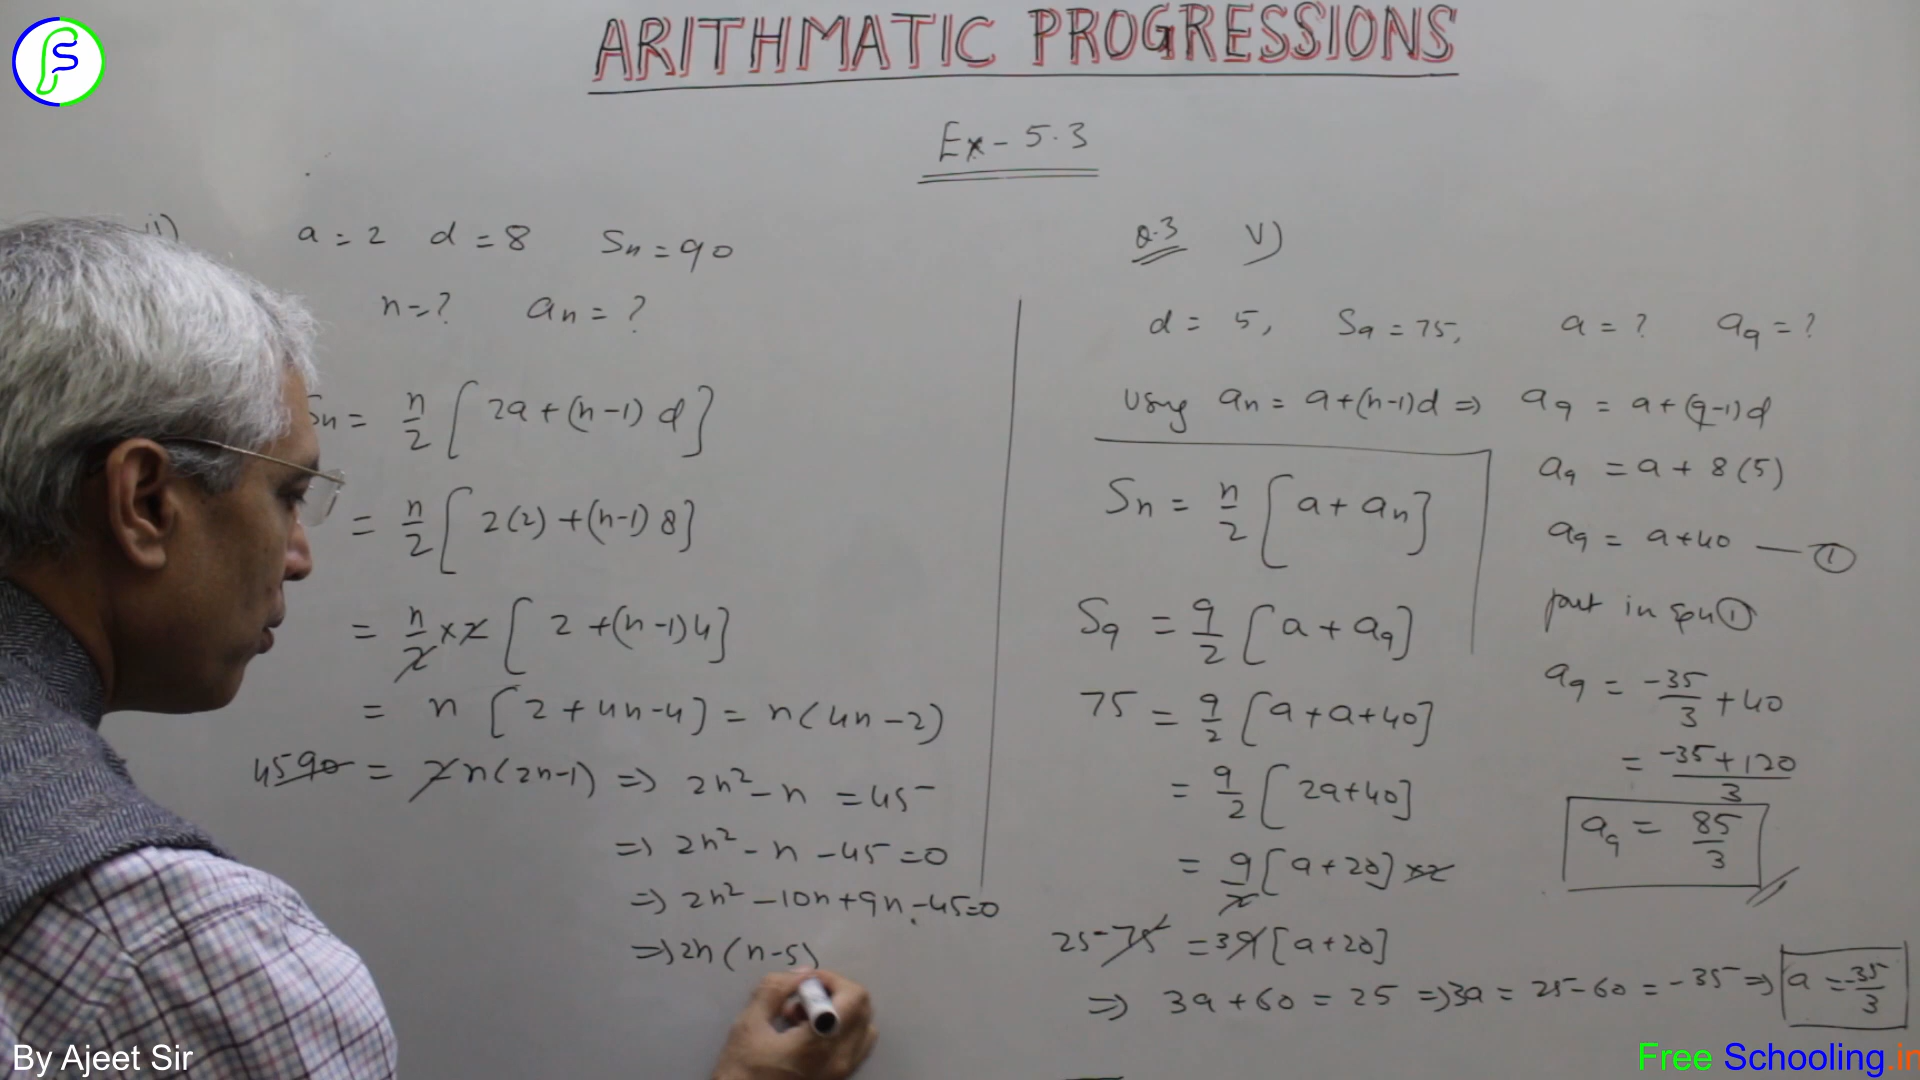 ARITHMATIC PROGRESSIONS
Ex- 5.3
a = 2 d = 8 Sn = 90
n = ? an = ?
Sn = n/2 [ 2a + (n-1) d ]
= n/2 [ 2(2) + (n-1) 8 ]
= n/2 × 2 [ 2 + (n-1) 4 ]
= n [ 2 + 4n - 4 ] = n(4n-2)
45 90 = 2n(2n-1) ⇒ 2n² - n = 45
⇒ 2n² - n - 45 = 0
⇒ 2n² - 10n + 9n - 45 = 0
⇒ 2n (n-5)
Q.3 V)
d = 5, S9 = 75, a = ? a9 = ?
using an = a+(n-1)d ⇒ a9 = a+(9-1)d
a9 = a + 8(5)
a9 = a+40 — ①
put in equ ①
a9 = -35/3 + 40
= -35+120/3
a9 = 85/3
Sn = n/2 [ a + an ]
S9 = 9/2 [ a + a9 ]
75 = 9/2 [ a + a + 40 ]
= 9/2 [ 2a+40 ]
= 9/2 [ a + 20 ] ×2
25 75 = 3 9 [ a + 20 ]
⇒ 3a + 60 = 25 ⇒ 3a = 25-60 = -35 ⇒ a = -35/3
By Ajeet Sir
Free Schooling.in